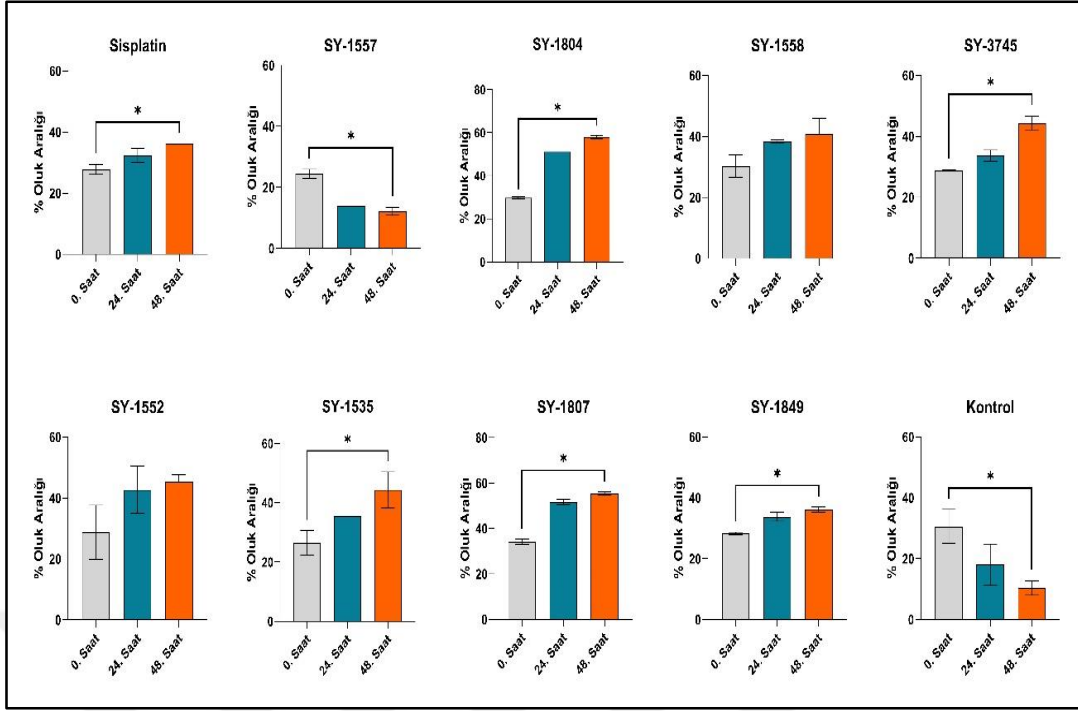 Sisplatin
% Oluk Aralığı
60
40
20
0
*
0. Saat
24. Saat
48. Saat
SY-1557
% Oluk Aralığı
60
40
20
0
*
0. Saat
24. Saat
48. Saat
SY-1804
% Oluk Aralığı
80
60
40
20
0
*
0. Saat
24. Saat
48. Saat
SY-1558
% Oluk Aralığı
60
40
20
0
0. Saat
24. Saat
48. Saat
SY-3745
% Oluk Aralığı
60
40
20
0
*
0. Saat
24. Saat
48. Saat
SY-1552
% Oluk Aralığı
60
40
20
0
0. Saat
24. Saat
48. Saat
SY-1535
% Oluk Aralığı
60
40
20
0
*
0. Saat
24. Saat
48. Saat
SY-1807
% Oluk Aralığı
80
60
40
20
0
*
0. Saat
24. Saat
48. Saat
SY-1849
% Oluk Aralığı
60
40
20
0
*
0. Saat
24. Saat
48. Saat
Kontrol
% Oluk Aralığı
60
40
20
0
*
0. Saat
24. Saat
48. Saat